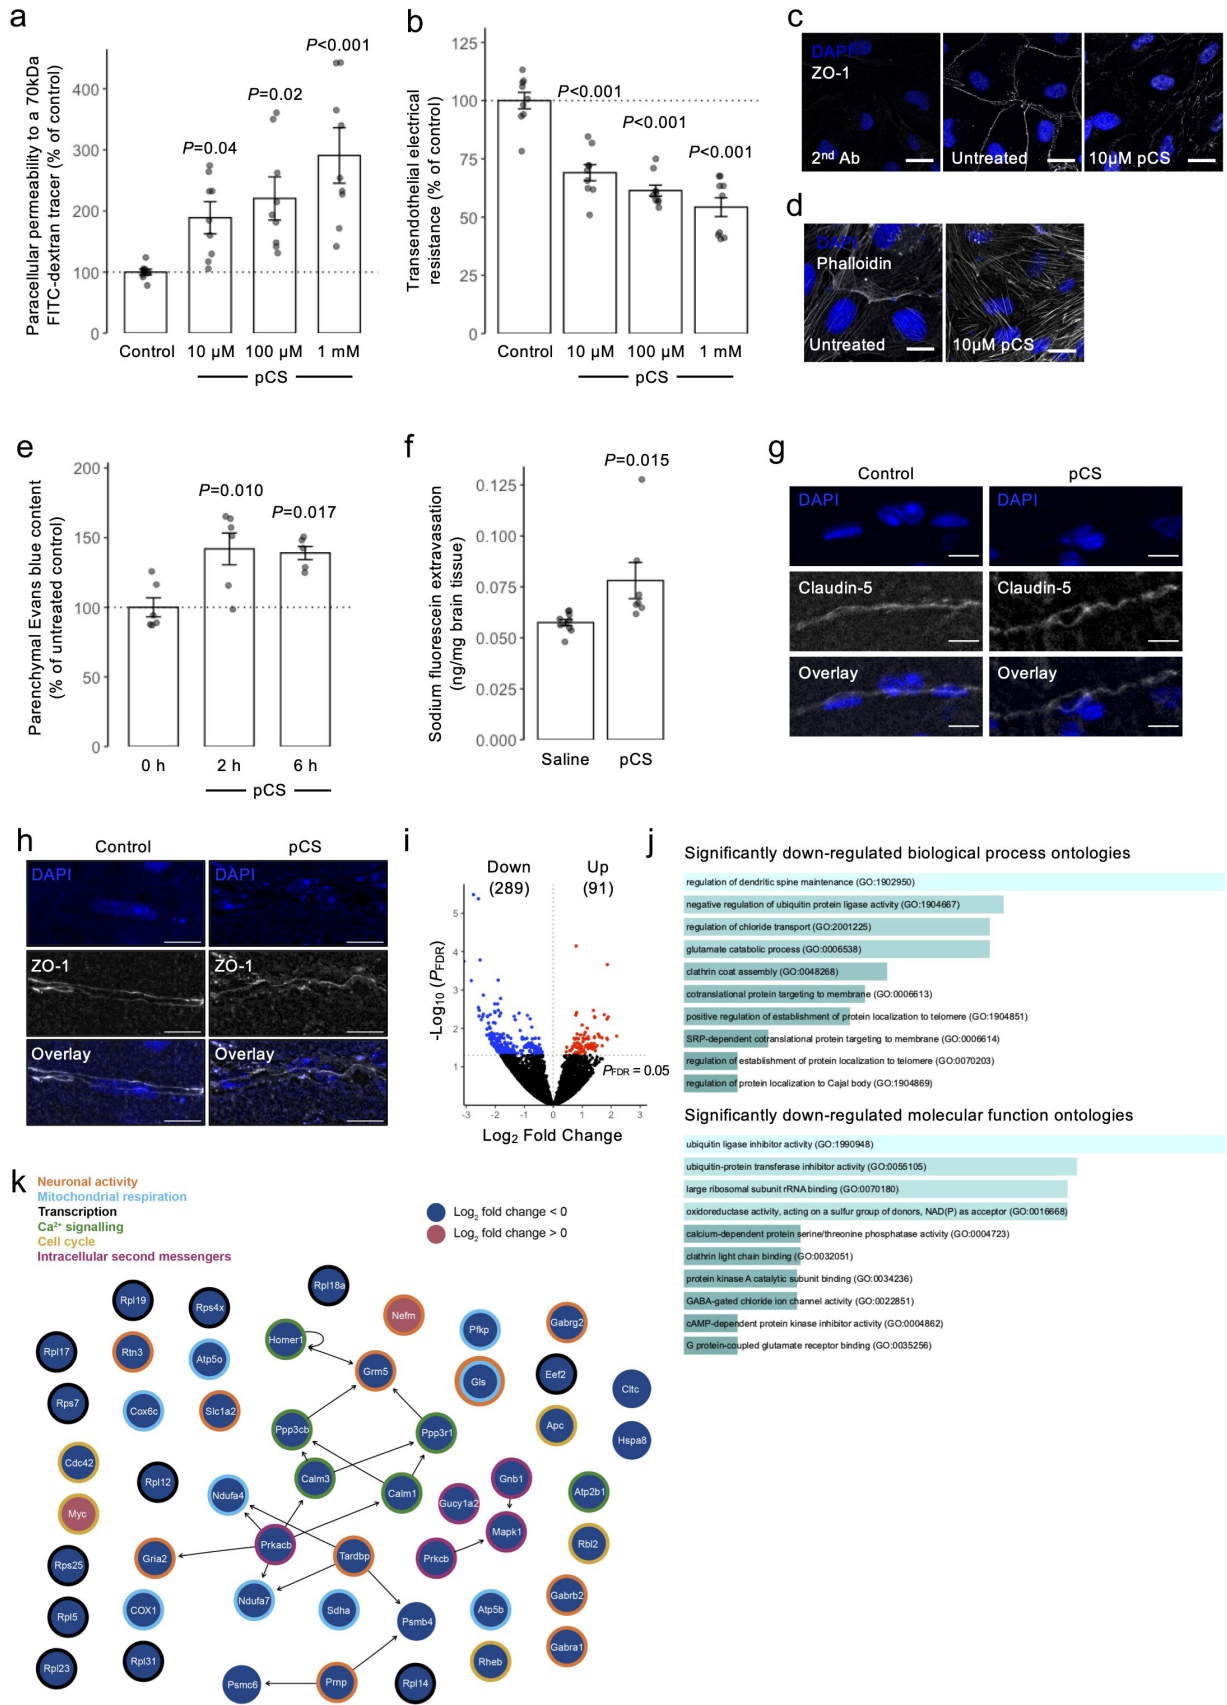 a
Paracellular permeability to a 70kDa
FITC-dextran tracer (% of control)
400
300
200
100
0
P=0.04
P=0.02
P<0.001
Control
10 µM
100 µM
1 mM
pCS
b
Transendothelial electrical
resistance (% of control)
125
100
75
50
25
0
P<0.001
P<0.001
P<0.001
Control
10 µM
100 µM
1 mM
pCS
c
DAPI
ZO-1
2nd Ab
Untreated
10µM pCS
d
DAPI
Phalloidin
Untreated
10µM pCS
e
Parenchymal Evans blue content
(% of untreated control)
200
150
100
50
0
P=0.010
P=0.017
0 h
2 h
6 h
pCS
f
Sodium fluorescein extravasation
(ng/mg brain tissue)
0.125
0.100
0.075
0.050
0.025
0.000
P=0.015
Saline
pCS
g
Control
pCS
DAPI
DAPI
Claudin-5
Claudin-5
Overlay
Overlay
h
Control
pCS
DAPI
DAPI
ZO-1
ZO-1
Overlay
Overlay
i
Down
(289)
Up
(91)
-Log10 (PFDR)
5
4
3
2
1
PFDR = 0.05
-3 -2 -1 0 1 2 3
Log2 Fold Change
j
Significantly down-regulated biological process ontologies
regulation of dendritic spine maintenance (GO:1902950)
negative regulation of ubiquitin protein ligase activity (GO:1904667)
regulation of chloride transport (GO:2001225)
glutamate catabolic process (GO:0006538)
clathrin coat assembly (GO:0048268)
cotranslational protein targeting to membrane (GO:0006613)
positive regulation of establishment of protein localization to telomere (GO:1904851)
SRP-dependent cotranslational protein targeting to membrane (GO:0006614)
regulation of establishment of protein localization to telomere (GO:0070203)
regulation of protein localization to Cajal body (GO:1904869)
Significantly down-regulated molecular function ontologies
ubiquitin ligase inhibitor activity (GO:1990948)
ubiquitin-protein transferase inhibitor activity (GO:0055105)
large ribosomal subunit rRNA binding (GO:0070180)
oxidoreductase activity, acting on a sulfur group of donors, NAD(P) as acceptor (GO:0016668)
calcium-dependent protein serine/threonine phosphatase activity (GO:0004723)
clathrin light chain binding (GO:0032051)
protein kinase A catalytic subunit binding (GO:0034236)
GABA-gated chloride ion channel activity (GO:0022851)
cAMP-dependent protein kinase inhibitor activity (GO:0004862)
G protein-coupled glutamate receptor binding (GO:0035256)
k
Neuronal activity
Mitochondrial respiration
Transcription
Ca2+ signalling
Cell cycle
Intracellular second messengers
Log2 fold change < 0
Log2 fold change > 0
Rpl18a
Rpl19
Rps4x
Nefm
Pfkp
Gabrg2
Homer1
Rpl17
Rtn3
Atp5o
Grm5
Gls
Eef2
Cltc
Rps7
Cox6c
Slc1a2
Ppp3cb
Ppp3r1
Apc
Hspa8
Cdc42
Rpl12
Ndufa4
Calm3
Calm1
Gucy1a2
Gnb1
Atp2b1
Myc
Prkacb
Mapk1
Rbl2
Rps25
Gria2
Tardbp
Prkcb
Rpl5
COX1
Ndufa7
Sdha
Psmb4
Atp5b
Gabrb2
Rpl23
Rpl31
Psmc6
Prnp
Rpl14
Rheb
Gabra1